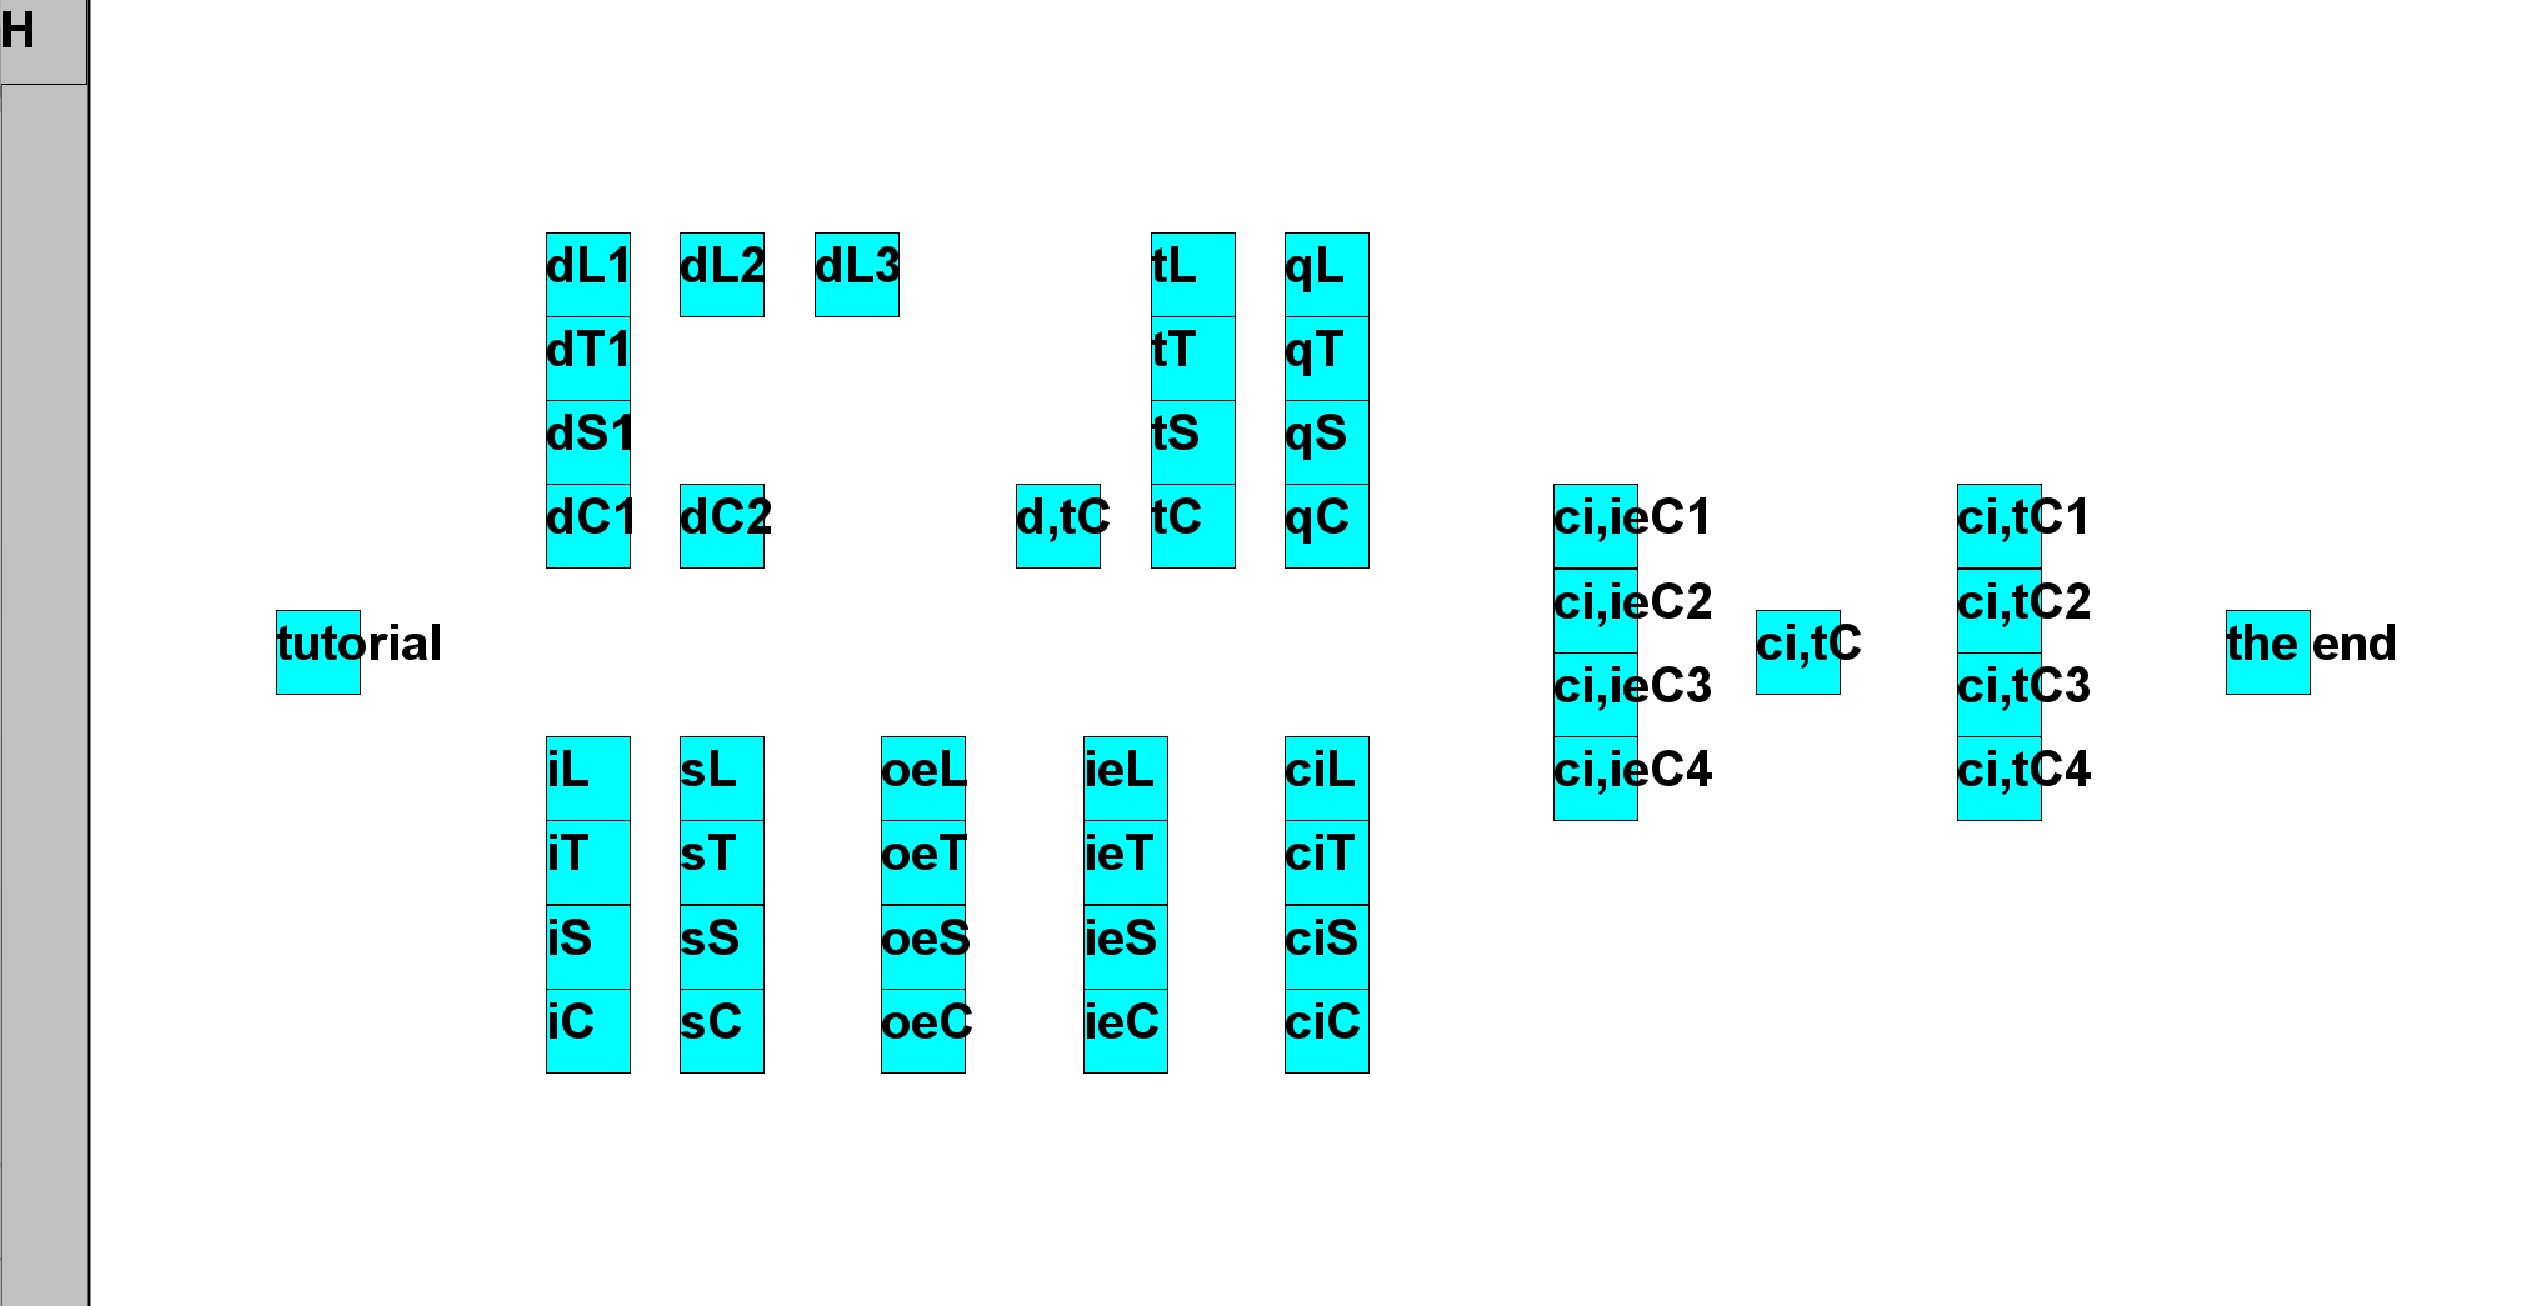 H
dL1 dL2 dL3 tL qL
dT1 tT qT
dS1 tS qS
dC1 dC2 d,tC tC qC ci,ieC1 ci,tC1
ci,ieC2 ci,tC2
tutorial ci,tC the end
ci,ieC3 ci,tC3
iL sL oeL ieL ciL ci,ieC4 ci,tC4
iT sT oeT ieT ciT
iS sS oeS ieS ciS
iC sC oeC ieC ciC